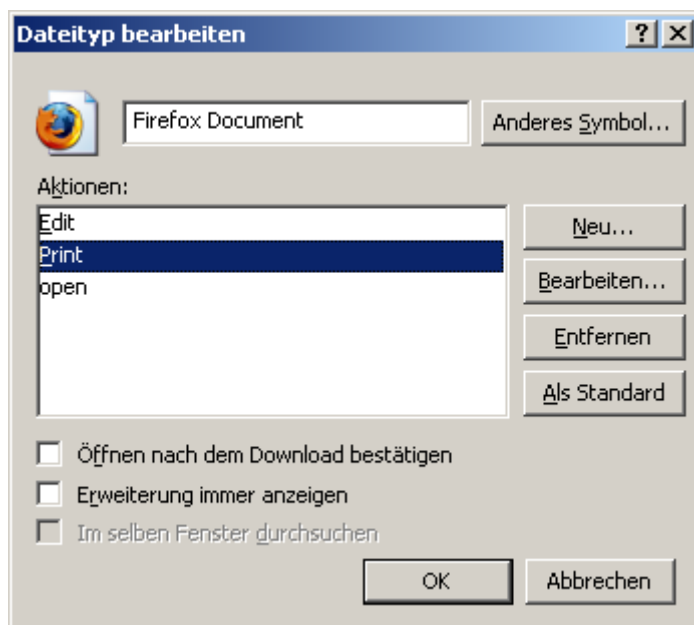 Dateityp bearbeiten
Firefox Document
Anderes Symbol...
Aktionen:
Edit
Print
open
Neu...
Bearbeiten...
Entfernen
Als Standard
Öffnen nach dem Download bestätigen
Erweiterung immer anzeigen
Im selben Fenster durchsuchen
OK
Abbrechen